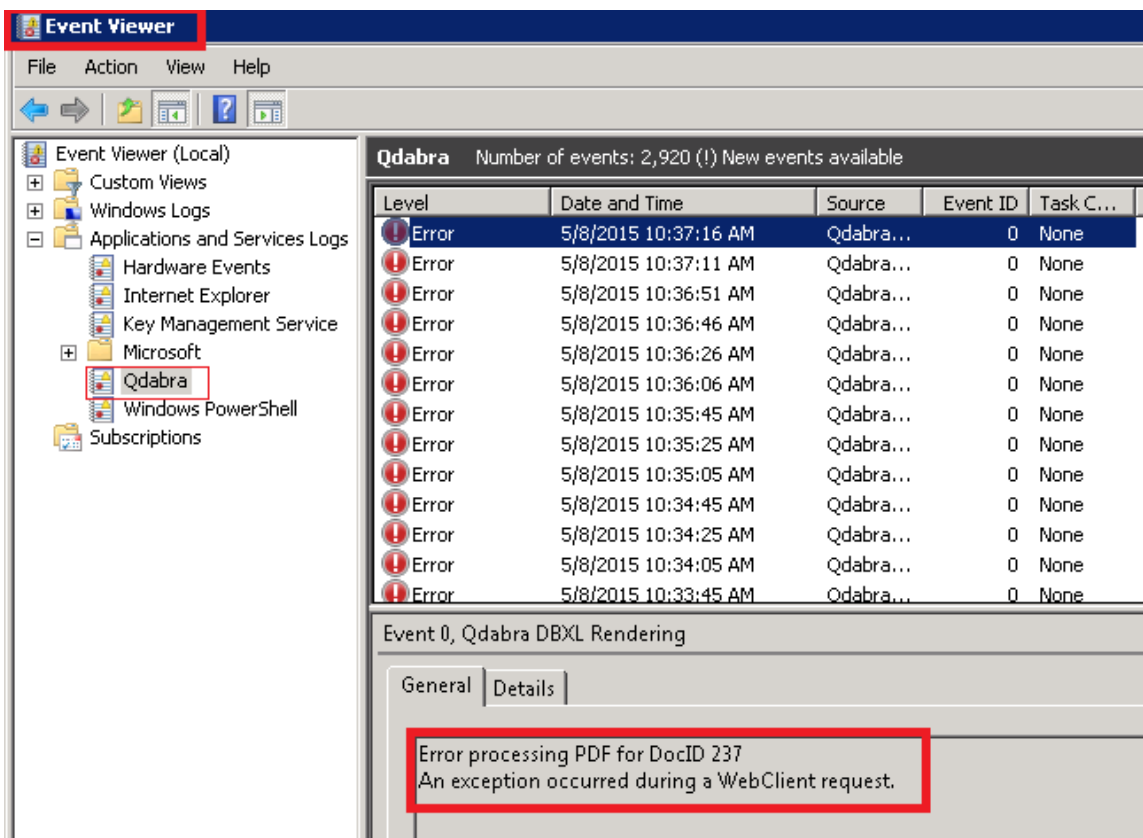 Event Viewer
File Action View Help
Event Viewer (Local)
Custom Views
Windows Logs
Applications and Services Logs
Hardware Events
Internet Explorer
Key Management Service
Microsoft
Qdabra
Windows PowerShell
Subscriptions
Qdabra Number of events: 2,920 (!) New events available
Level Date and Time Source Event ID Task C...
Error 5/8/2015 10:37:16 AM Qdabra... 0 None
Error 5/8/2015 10:37:11 AM Qdabra... 0 None
Error 5/8/2015 10:36:51 AM Qdabra... 0 None
Error 5/8/2015 10:36:46 AM Qdabra... 0 None
Error 5/8/2015 10:36:26 AM Qdabra... 0 None
Error 5/8/2015 10:36:06 AM Qdabra... 0 None
Error 5/8/2015 10:35:45 AM Qdabra... 0 None
Error 5/8/2015 10:35:25 AM Qdabra... 0 None
Error 5/8/2015 10:35:05 AM Qdabra... 0 None
Error 5/8/2015 10:34:45 AM Qdabra... 0 None
Error 5/8/2015 10:34:25 AM Qdabra... 0 None
Error 5/8/2015 10:34:05 AM Qdabra... 0 None
Error 5/8/2015 10:33:45 AM Qdabra... 0 None
Event 0, Qdabra DBXL Rendering
General Details
Error processing PDF for DocID 237
An exception occurred during a WebClient request.